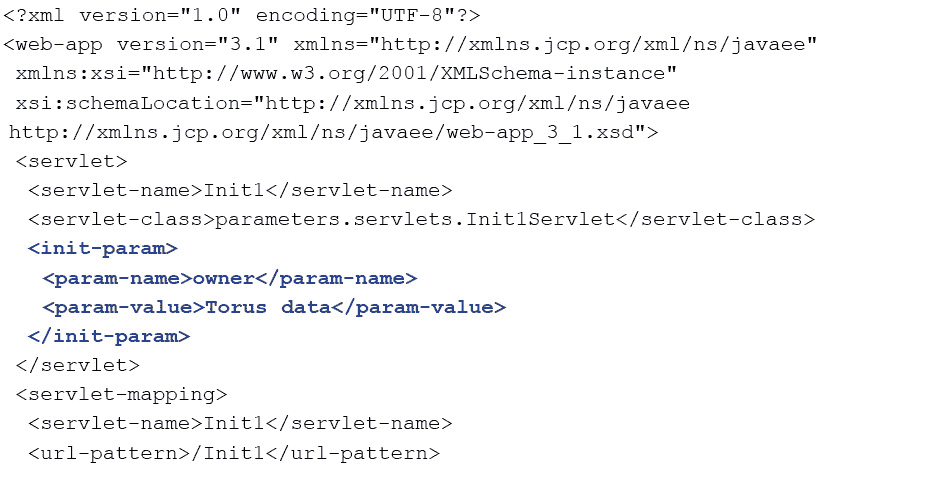 <?xml version="1.0" encoding="UTF-8"?>
<web-app version="3.1" xmlns="http://xmlns.jcp.org/xml/ns/javaee"
xmlns:xsi="http://www.w3.org/2001/XMLSchema-instance"
xsi:schemaLocation="http://xmlns.jcp.org/xml/ns/javaee
http://xmlns.jcp.org/xml/ns/javaee/web-app_3_1.xsd">
<servlet>
<servlet-name>Init1</servlet-name>
<servlet-class>parameters.servlets.Init1Servlet</servlet-class>
<init-param>
<param-name>owner</param-name>
<param-value>Torus data</param-value>
</init-param>
</servlet>
<servlet-mapping>
<servlet-name>Init1</servlet-name>
<url-pattern>/Init1</url-pattern>